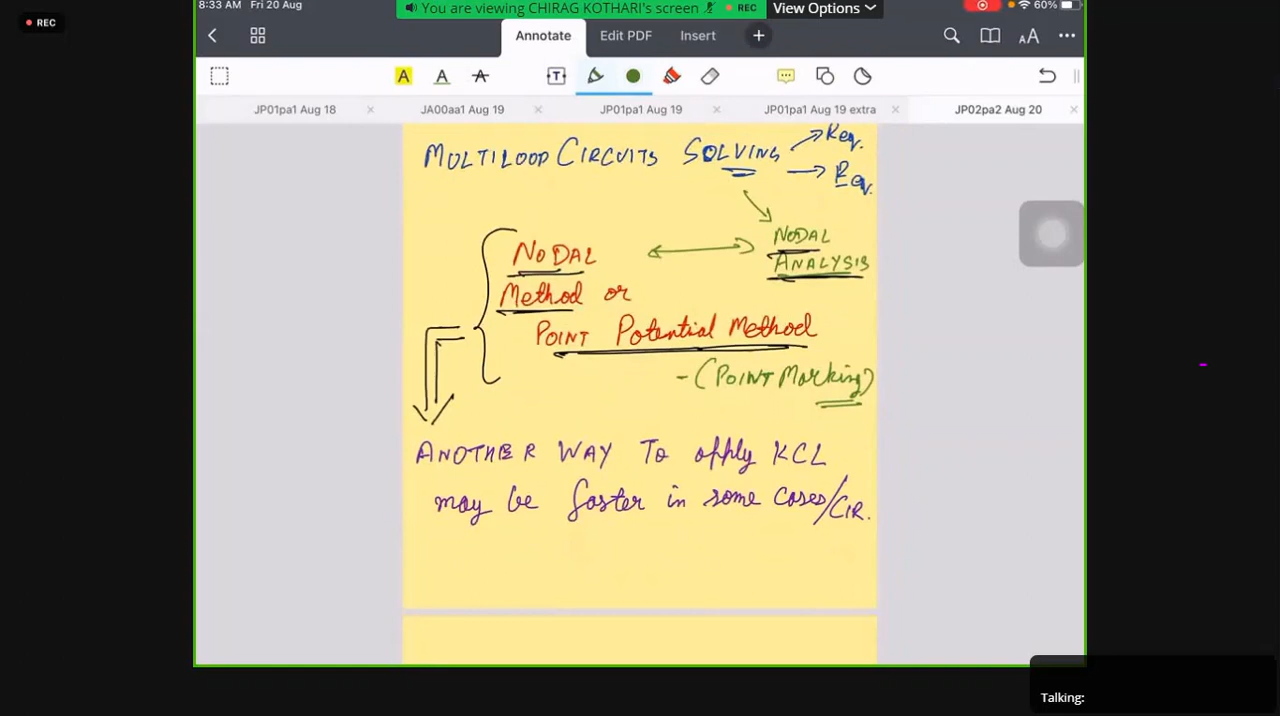 REC
8:33 AM Fri 20 Aug
You are viewing CHIRAG KOTHARI's screen
REC
View Options
60%
Annotate
Edit PDF
Insert
JP01pa1 Aug 18
JA00aa1 Aug 19
JP01pa1 Aug 19
JP01pa1 Aug 19 extra
JP02pa2 Aug 20
MULTILOOP CIRCUITS SOLVING
Req.
Req.
NODAL
ANALYSIS
NODAL
Method or
POINT Potential Method
-(POINT Marking)
ANOTHER WAY To apply KCL
may be faster in some cases/CIR.
Talking: